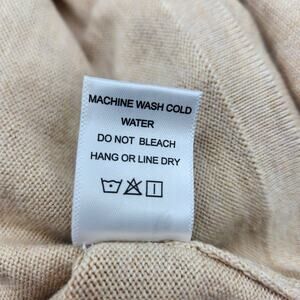 MACHINE WASH COLD
WATER
DO NOT BLEACH
HANG OR LINE DRY